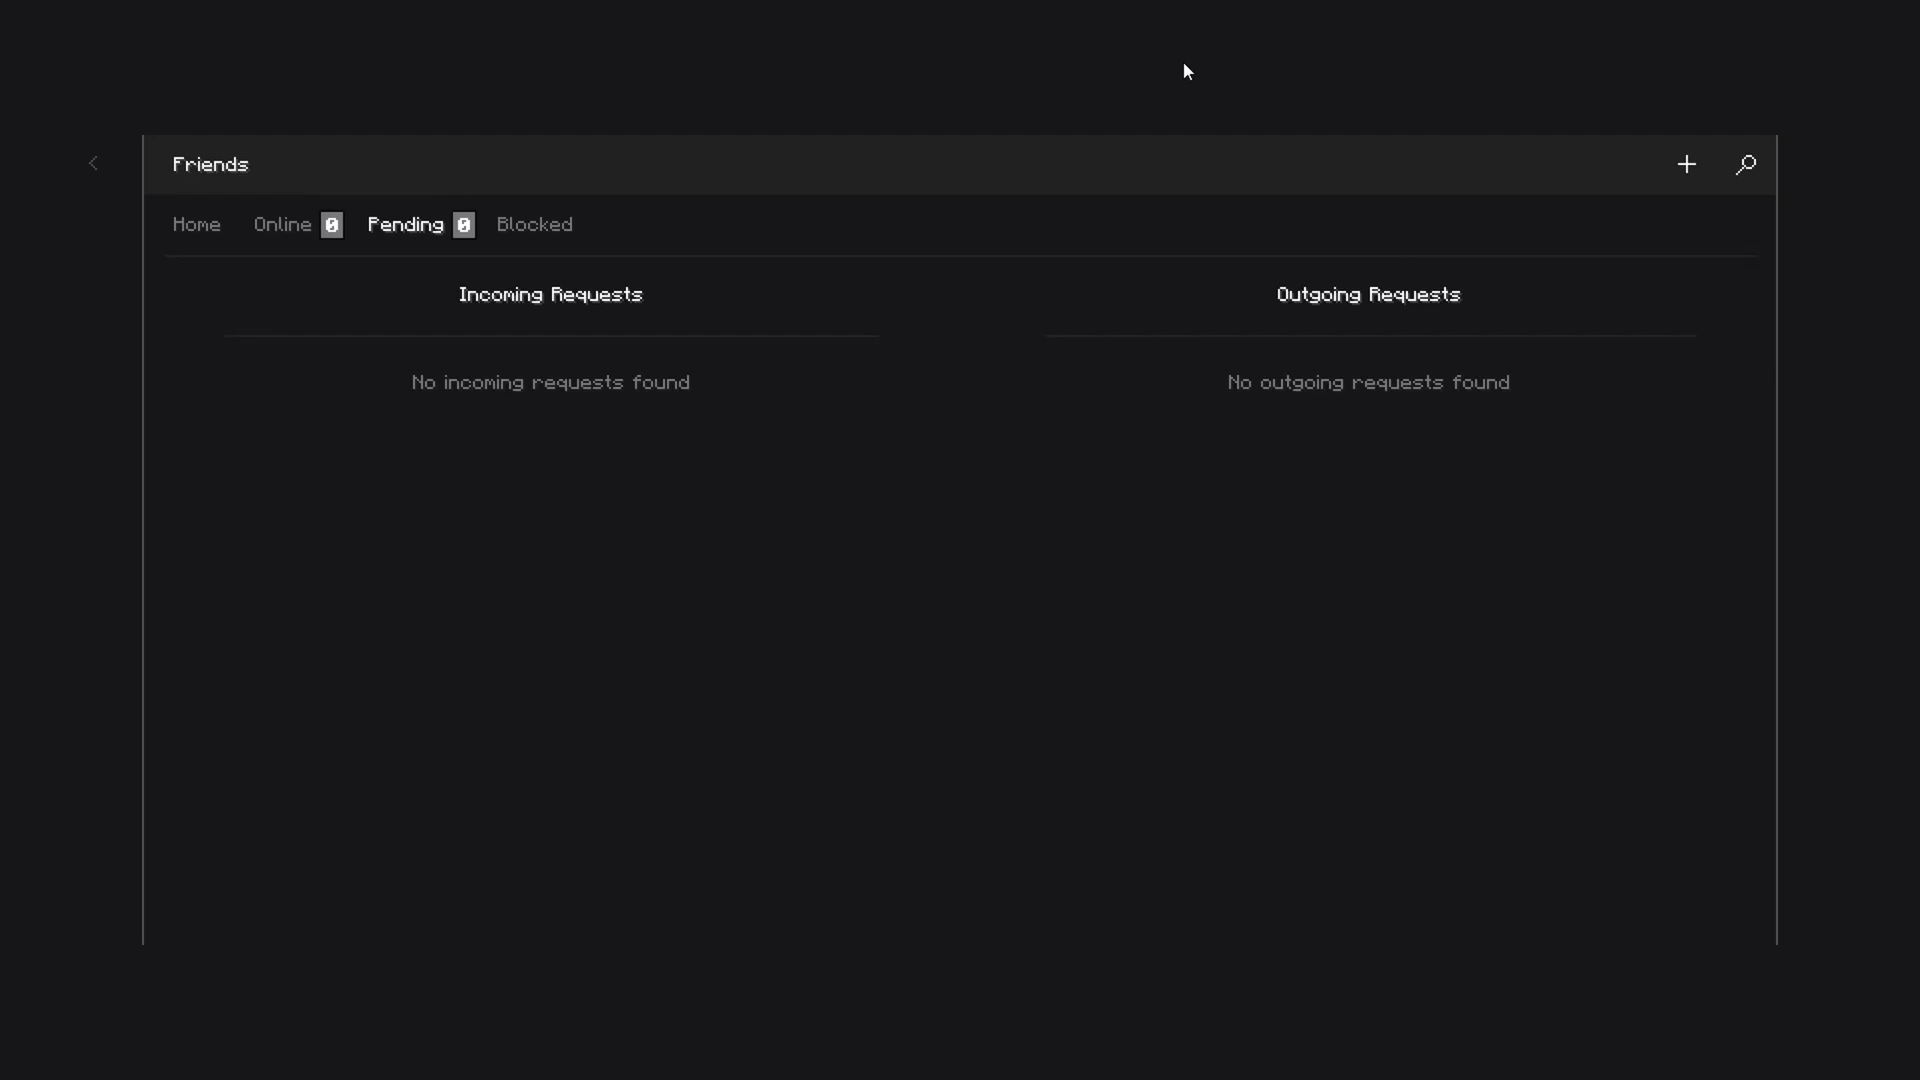 Friends
Home Online 0 Pending 0 Blocked
Incoming Requests
Outgoing Requests
No incoming requests found
No outgoing requests found